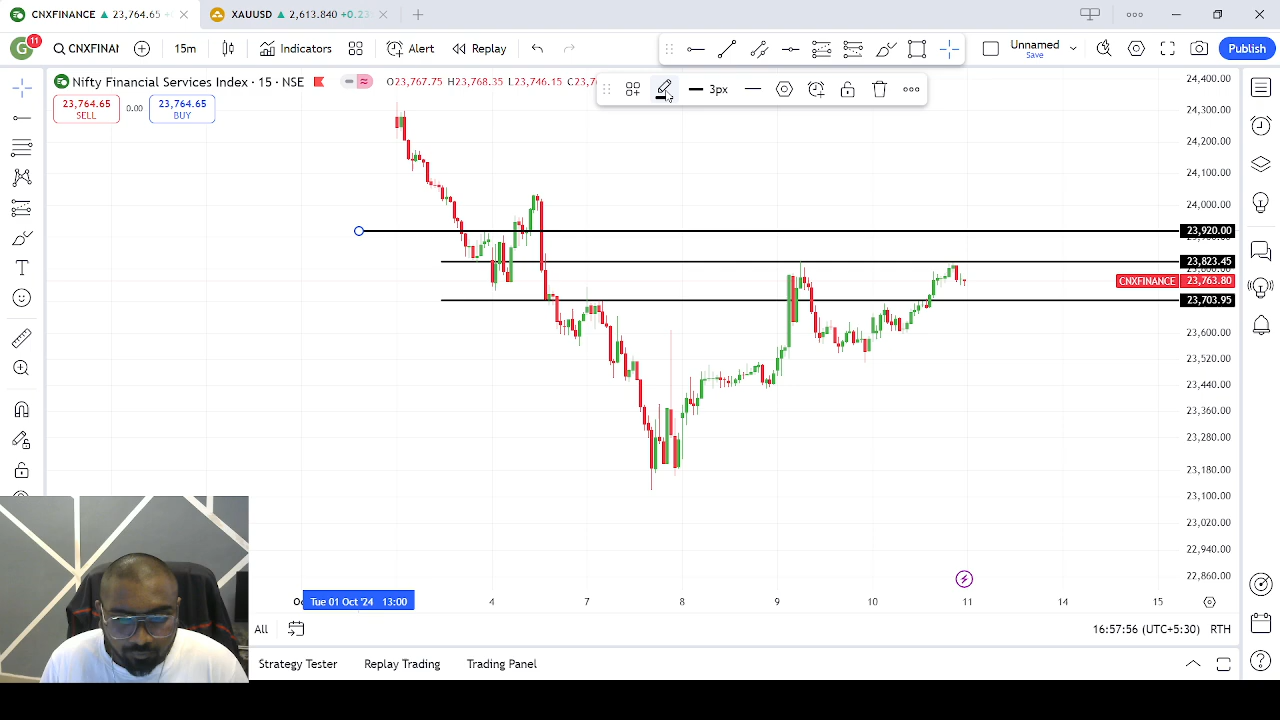 CNXFINANCE ▲ 23,764.65
XAUUSD ▲ 2,613.840 +0.23
G
11
CNXFINAI
15m
Indicators
Alert
Replay
Unnamed
Save
Publish
Nifty Financial Services Index · 15 · NSE
O23,767.75 H23,768.35 L23,746.15 C23,7
3px
23,764.65
SELL
0.00
23,764.65
BUY
24,400.00
24,300.00
24,200.00
24,100.00
24,000.00
23,920.00
23,823.45
CNXFINANCE 23,763.80
23,703.95
23,600.00
23,520.00
23,440.00
23,360.00
23,280.00
23,180.00
23,100.00
23,020.00
22,940.00
22,860.00
Tue 01 Oct '24 13:00
4 7 8 9 10 11 14 15
All
16:57:56 (UTC+5:30) RTH
Strategy Tester
Replay Trading
Trading Panel